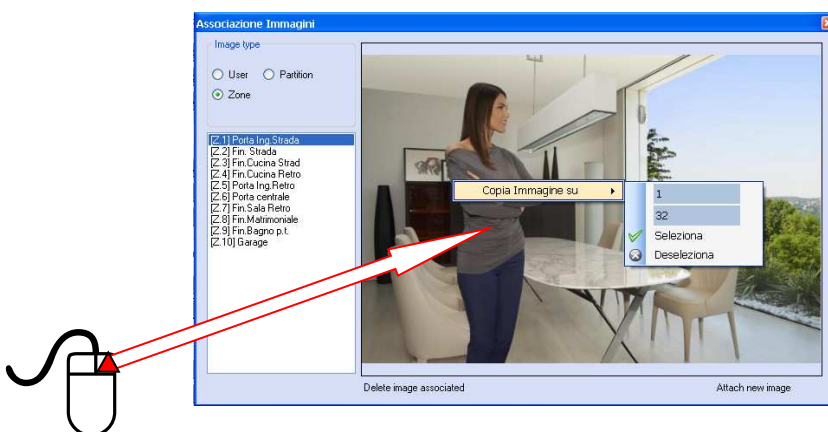 Associazione Immagini
Image type
User
Partition
Zone
[Z.1] Porta Ing.Strada
[Z.2] Fin. Strada
[Z.3] Fin.Cucina Strad
[Z.4] Fin.Cucina Retro
[Z.5] Porta Ing.Retro
[Z.6] Porta centrale
[Z.7] Fin.Sala Retro
[Z.8] Fin.Matrimoniale
[Z.9] Fin.Bagno p.t.
[Z.10] Garage
Copia Immagine su
1
32
Seleziona
Deseleziona
Delete image associated
Attach new image